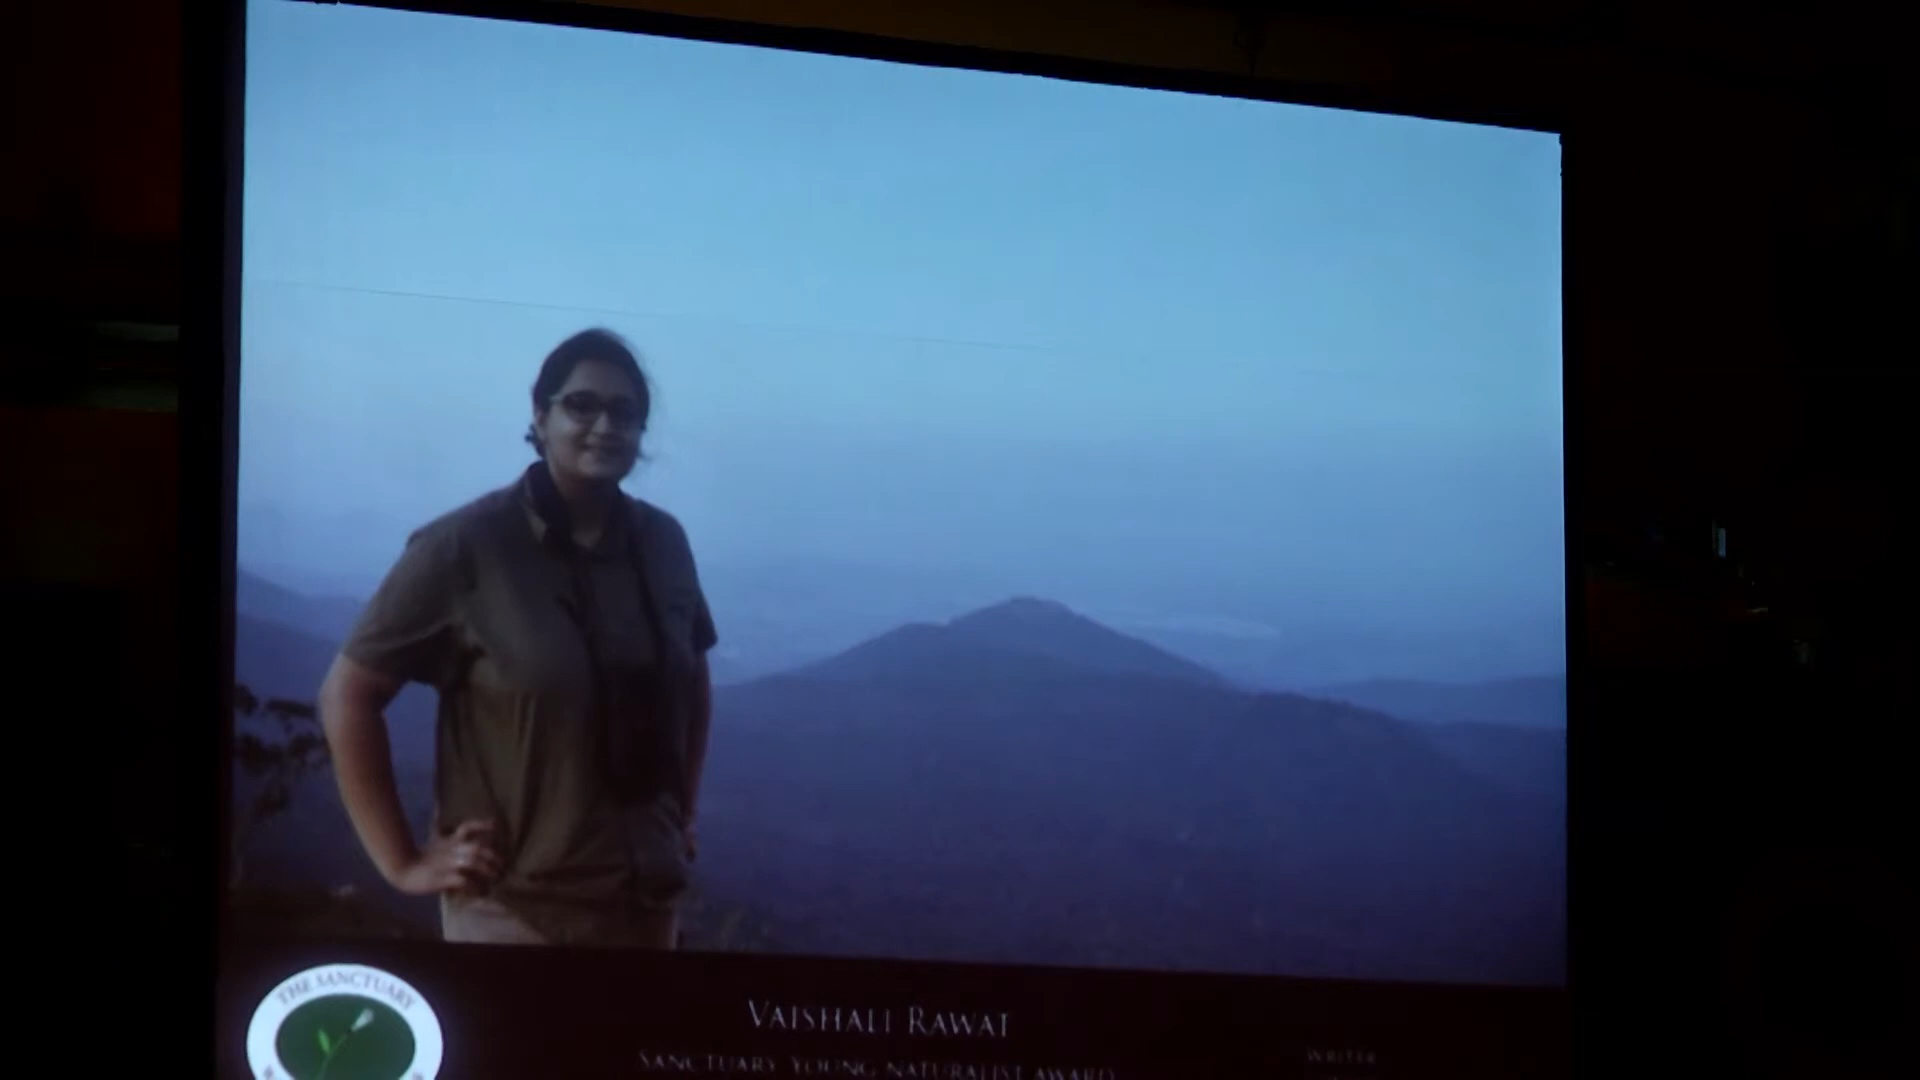 THE SANCTUARY
VAISHALI RAWAT
SANCTUARY YOUNG NATURALIST AWARD
WRITER